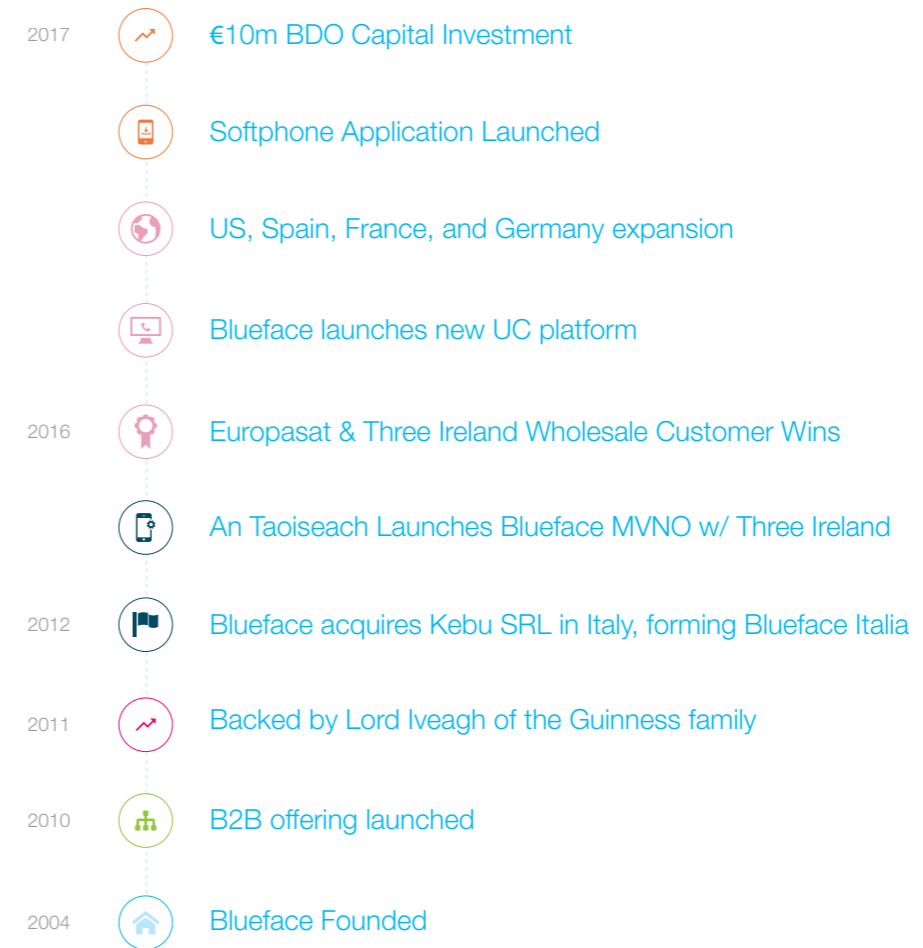 2017 €10m BDO Capital Investment
Softphone Application Launched
US, Spain, France, and Germany expansion
Blueface launches new UC platform
2016 Europasat & Three Ireland Wholesale Customer Wins
An Taoiseach Launches Blueface MVNO w/ Three Ireland
2012 Blueface acquires Kebu SRL in Italy, forming Blueface Italia
2011 Backed by Lord Iveagh of the Guinness family
2010 B2B offering launched
2004 Blueface Founded